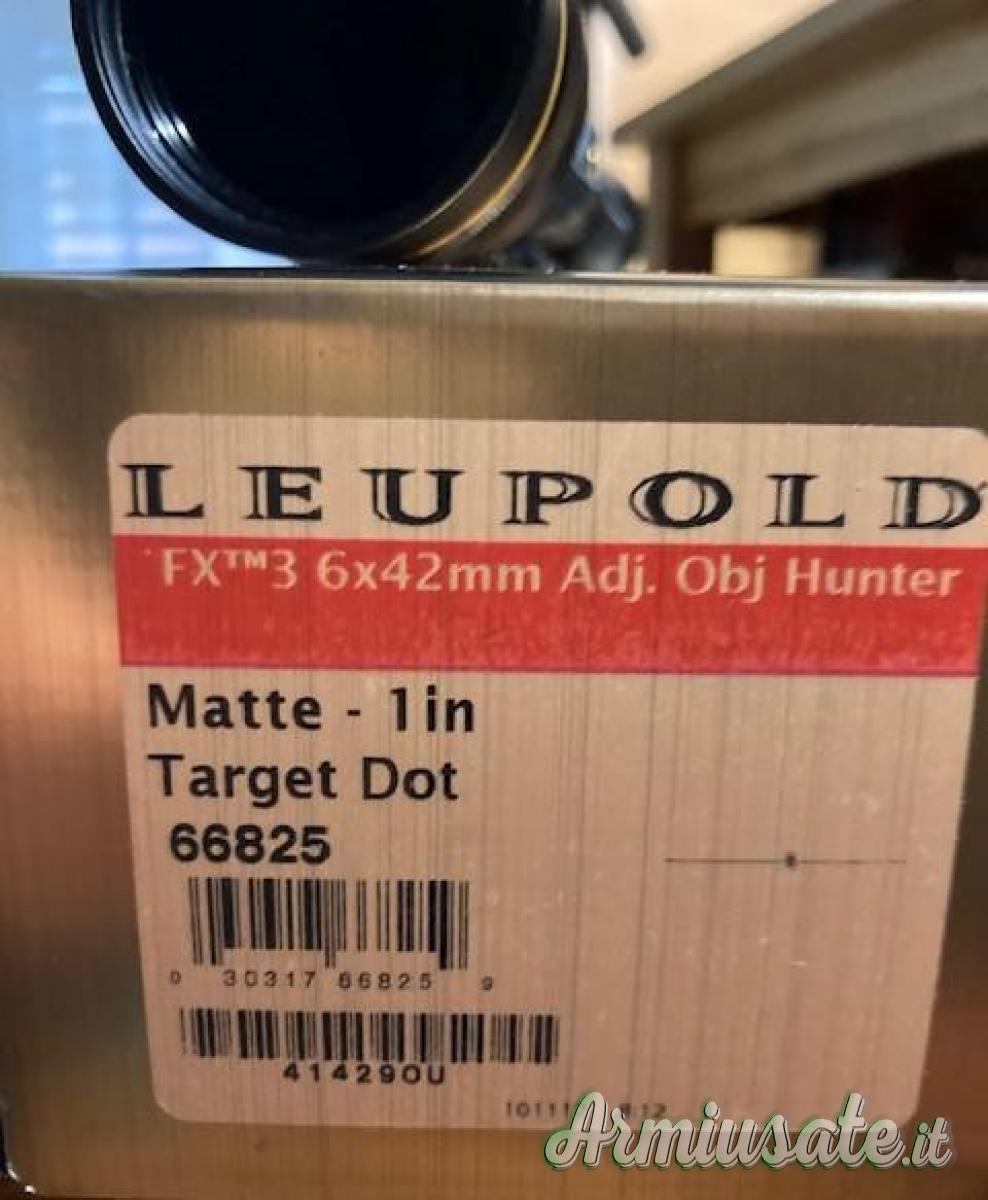 LEUPOLD
FX™3 6x42mm Adj. Obj Hunter
Matte - 1in
Target Dot
66825
0 30317 66825 9
414290U
Armiusate.it